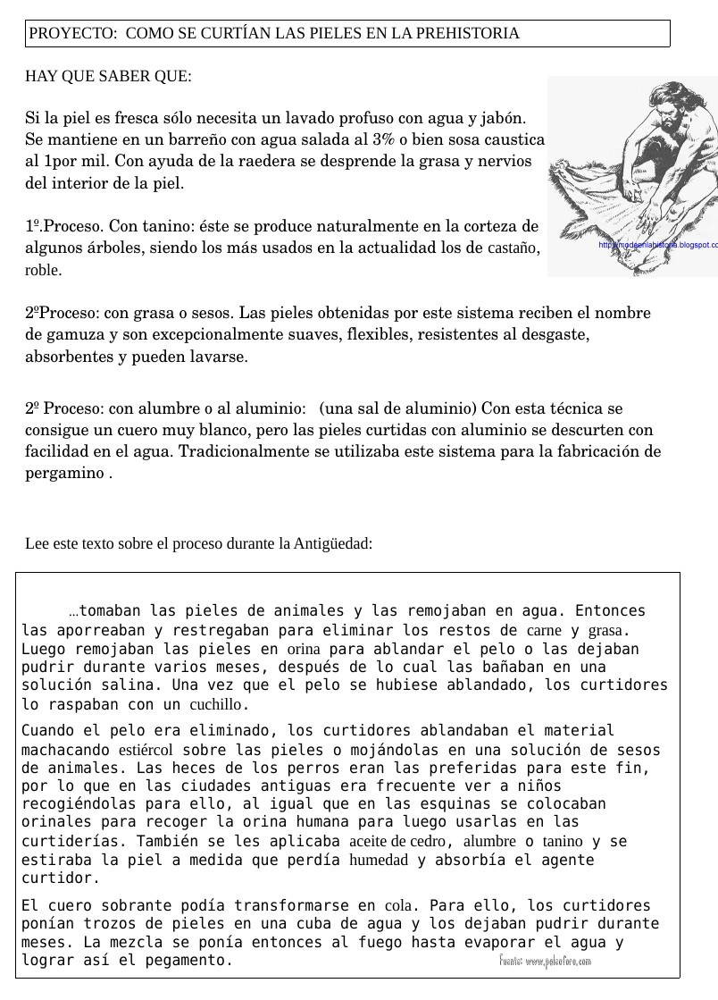 PROYECTO:  COMO SE CURTÍAN LAS PIELES EN LA PREHISTORIA
HAY QUE SABER QUE:
Si la piel es fresca sólo necesita un lavado profuso con agua y jabón.
Se mantiene en un barreño con agua salada al 3% o bien sosa caustica
al 1por mil. Con ayuda de la raedera se desprende la grasa y nervios
del interior de la piel.
1º.Proceso. Con tanino: éste se produce naturalmente en la corteza de
algunos árboles, siendo los más usados en la actualidad los de castaño,
roble.
http://modaenlahistoria.blogspot.co
2ºProceso: con grasa o sesos. Las pieles obtenidas por este sistema reciben el nombre
de gamuza y son excepcionalmente suaves, flexibles, resistentes al desgaste,
absorbentes y pueden lavarse.
2º Proceso: con alumbre o al aluminio:   (una sal de aluminio) Con esta técnica se
consigue un cuero muy blanco, pero las pieles curtidas con aluminio se descurten con
facilidad en el agua. Tradicionalmente se utilizaba este sistema para la fabricación de
pergamino .
Lee este texto sobre el proceso durante la Antigüedad:
...tomaban las pieles de animales y las remojaban en agua. Entonces
las aporreaban y restregaban para eliminar los restos de carne y grasa.
Luego remojaban las pieles en orina para ablandar el pelo o las dejaban
pudrir durante varios meses, después de lo cual las bañaban en una
solución salina. Una vez que el pelo se hubiese ablandado, los curtidores
lo raspaban con un cuchillo.
Cuando el pelo era eliminado, los curtidores ablandaban el material
machacando estiércol sobre las pieles o mojándolas en una solución de sesos
de animales. Las heces de los perros eran las preferidas para este fin,
por lo que en las ciudades antiguas era frecuente ver a niños
recogiéndolas para ello, al igual que en las esquinas se colocaban
orinales para recoger la orina humana para luego usarlas en las
curtiderías. También se les aplicaba aceite de cedro, alumbre o tanino y se
estiraba la piel a medida que perdía humedad y absorbía el agente
curtidor.
El cuero sobrante podía transformarse en cola. Para ello, los curtidores
ponían trozos de pieles en una cuba de agua y los dejaban pudrir durante
meses. La mezcla se ponía entonces al fuego hasta evaporar el agua y
lograr así el pegamento.
Fuente: www.paleoforo.com